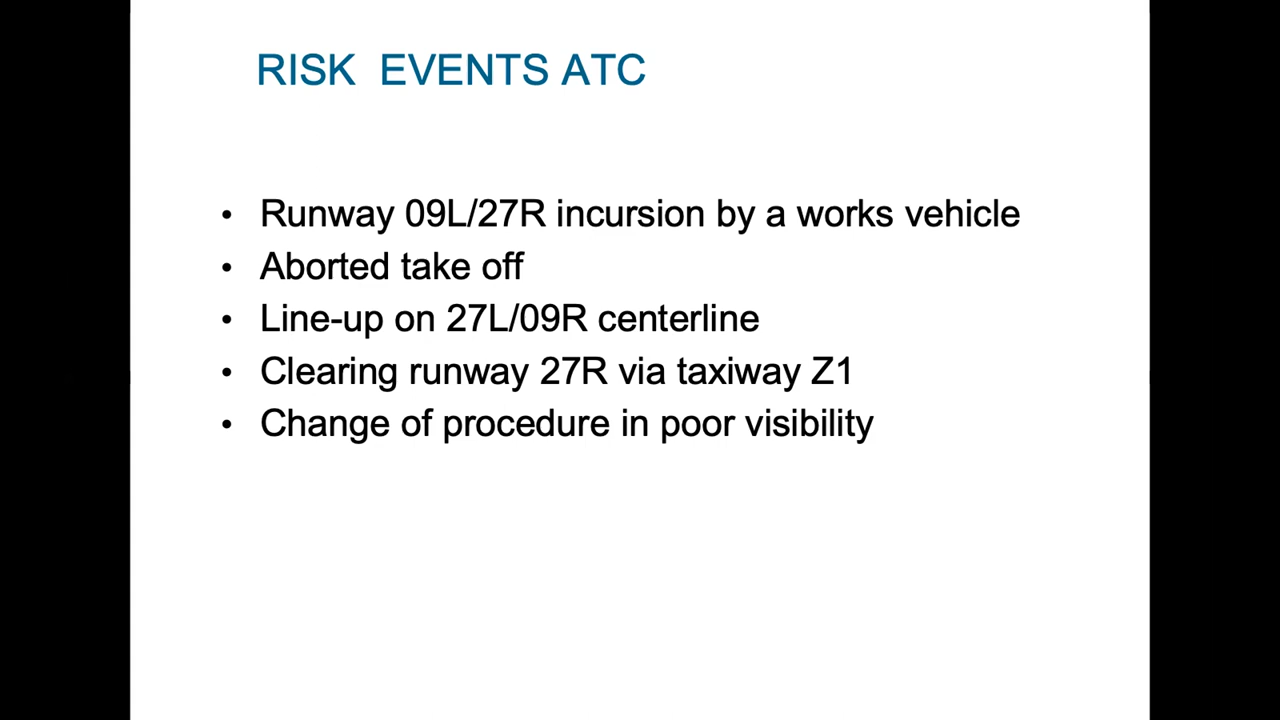 RISK  EVENTS ATC
• Runway 09L/27R incursion by a works vehicle
• Aborted take off
• Line-up on 27L/09R centerline
• Clearing runway 27R via taxiway Z1
• Change of procedure in poor visibility